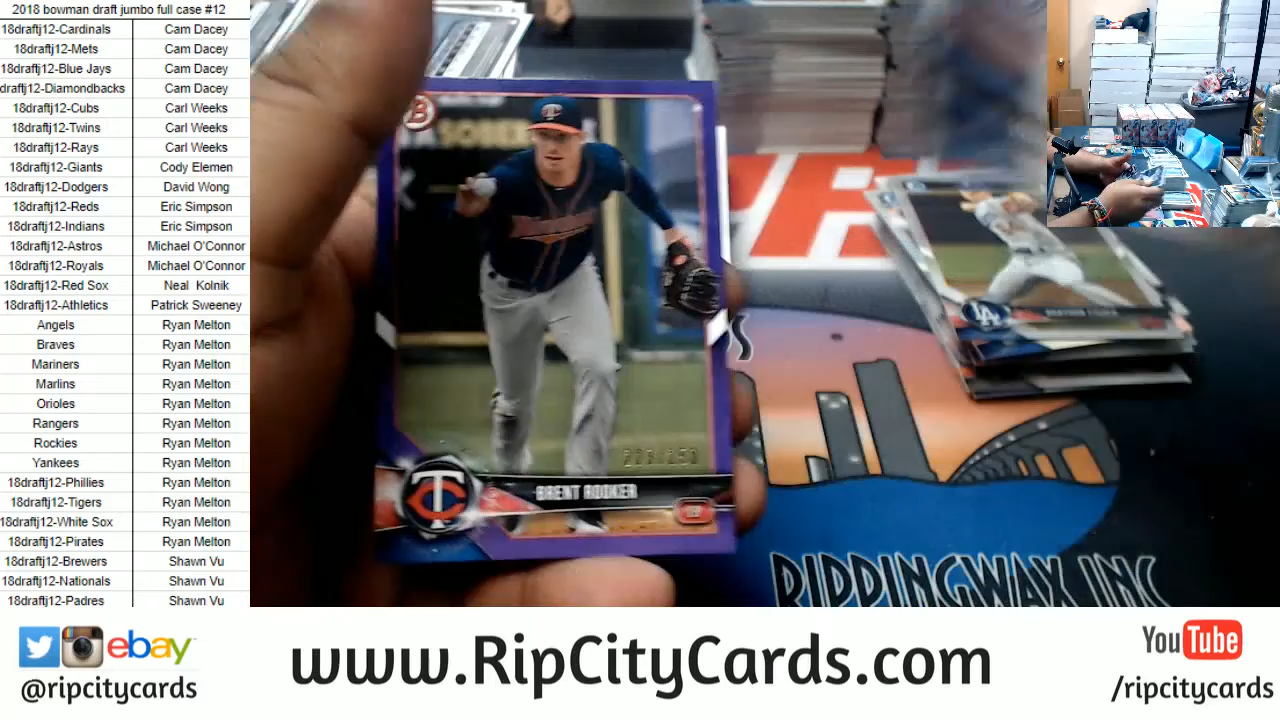 2018 bowman draft jumbo full case #12
18draftj12-Cardinals Cam Dacey
18draftj12-Mets Cam Dacey
18draftj12-Blue Jays Cam Dacey
draftj12-Diamondbacks Cam Dacey
18draftj12-Cubs Carl Weeks
18draftj12-Twins Carl Weeks
18draftj12-Rays Carl Weeks
18draftj12-Giants Cody Elemen
18draftj12-Dodgers David Wong
18draftj12-Reds Eric Simpson
18draftj12-Indians Eric Simpson
18draftj12-Astros Michael O'Connor
18draftj12-Royals Michael O'Connor
18draftj12-Red Sox Neal Kolnik
18draftj12-Athletics Patrick Sweeney
Angels Ryan Melton
Braves Ryan Melton
Mariners Ryan Melton
Marlins Ryan Melton
Orioles Ryan Melton
Rangers Ryan Melton
Rockies Ryan Melton
Yankees Ryan Melton
18draftj12-Phillies Ryan Melton
18draftj12-Tigers Ryan Melton
18draftj12-White Sox Ryan Melton
18draftj12-Pirates Ryan Melton
18draftj12-Brewers Shawn Vu
18draftj12-Nationals Shawn Vu
18draftj12-Padres Shawn Vu
B
TC
BRENT ROOKER
LA
RIPPINGWAX INC
ebay
@ripcitycards
www.RipCityCards.com
YouTube
/ripcitycards